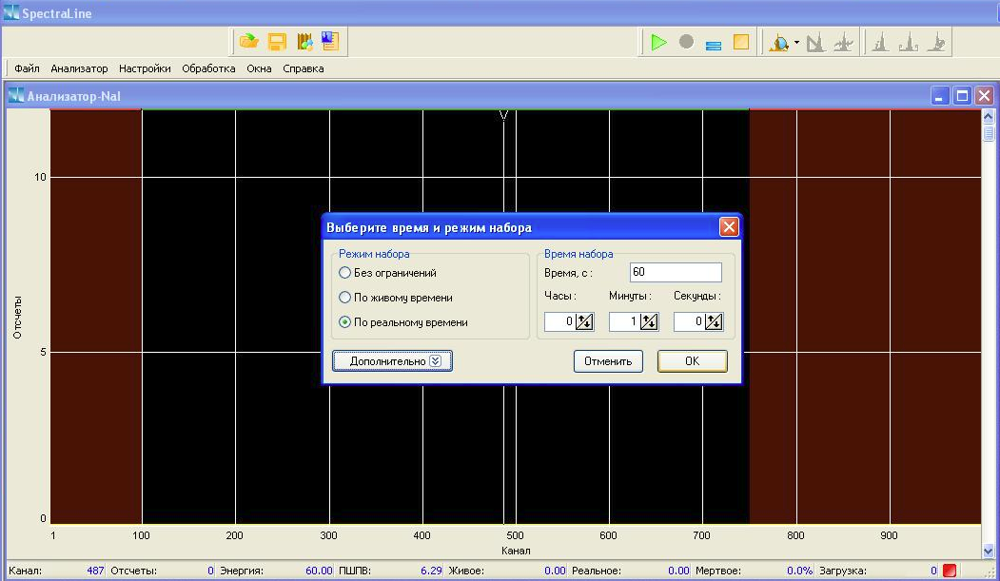 SpectraLine
Файл Анализатор Настройки Обработка Окна Справка
Анализатор-NaI
10
5
0
Отсчеты
Выберите время и режим набора
Режим набора
Без ограничений
По живому времени
По реальному времени
Время набора
Время, с : 60
Часы : Минуты : Секунды :
0 1 0
Дополнительно Отменить OK
1 100 200 300 400 500 600 700 800 900
Канал
Канал: 487 Отсчеты: 0 Энергия: 60.00 ПШПВ: 6.29 Живое: 0.00 Реальное: 0.00 Мертвое: 0.0% Загрузка: 0